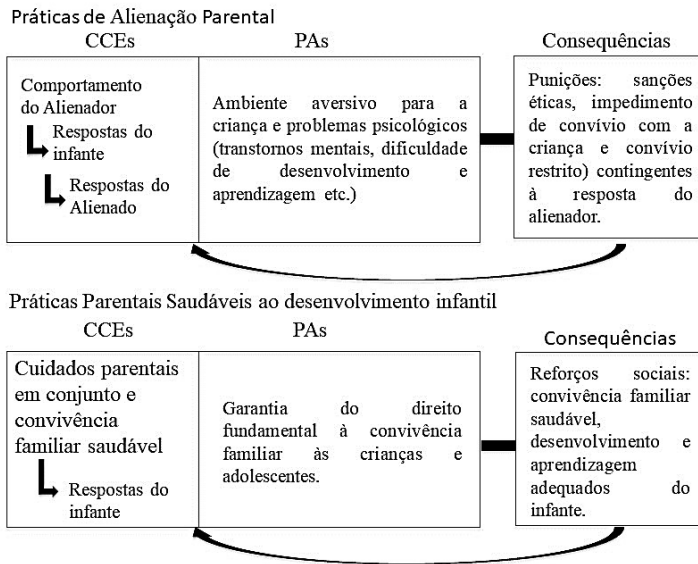 Práticas de Alienação Parental
CCEs
PAs
Consequências
Comportamento
do Alienador
Respostas do
infante
Respostas do
Alienado
Ambiente aversivo para a
criança e problemas psicológicos
(transtornos mentais, dificuldade
de desenvolvimento e
aprendizagem etc.)
Punições: sanções
éticas, impedimento
de convívio com a
criança e convívio
restrito) contingentes
à resposta do
alienador.
Práticas Parentais Saudáveis ao desenvolvimento infantil
CCEs
PAs
Consequências
Cuidados parentais
em conjunto e
convivência
familiar saudável
Respostas do
infante
Garantia do direito
fundamental à convivência
familiar às crianças e
adolescentes.
Reforços sociais:
convivência familiar
saudável,
desenvolvimento e
aprendizagem
adequados do
infante.